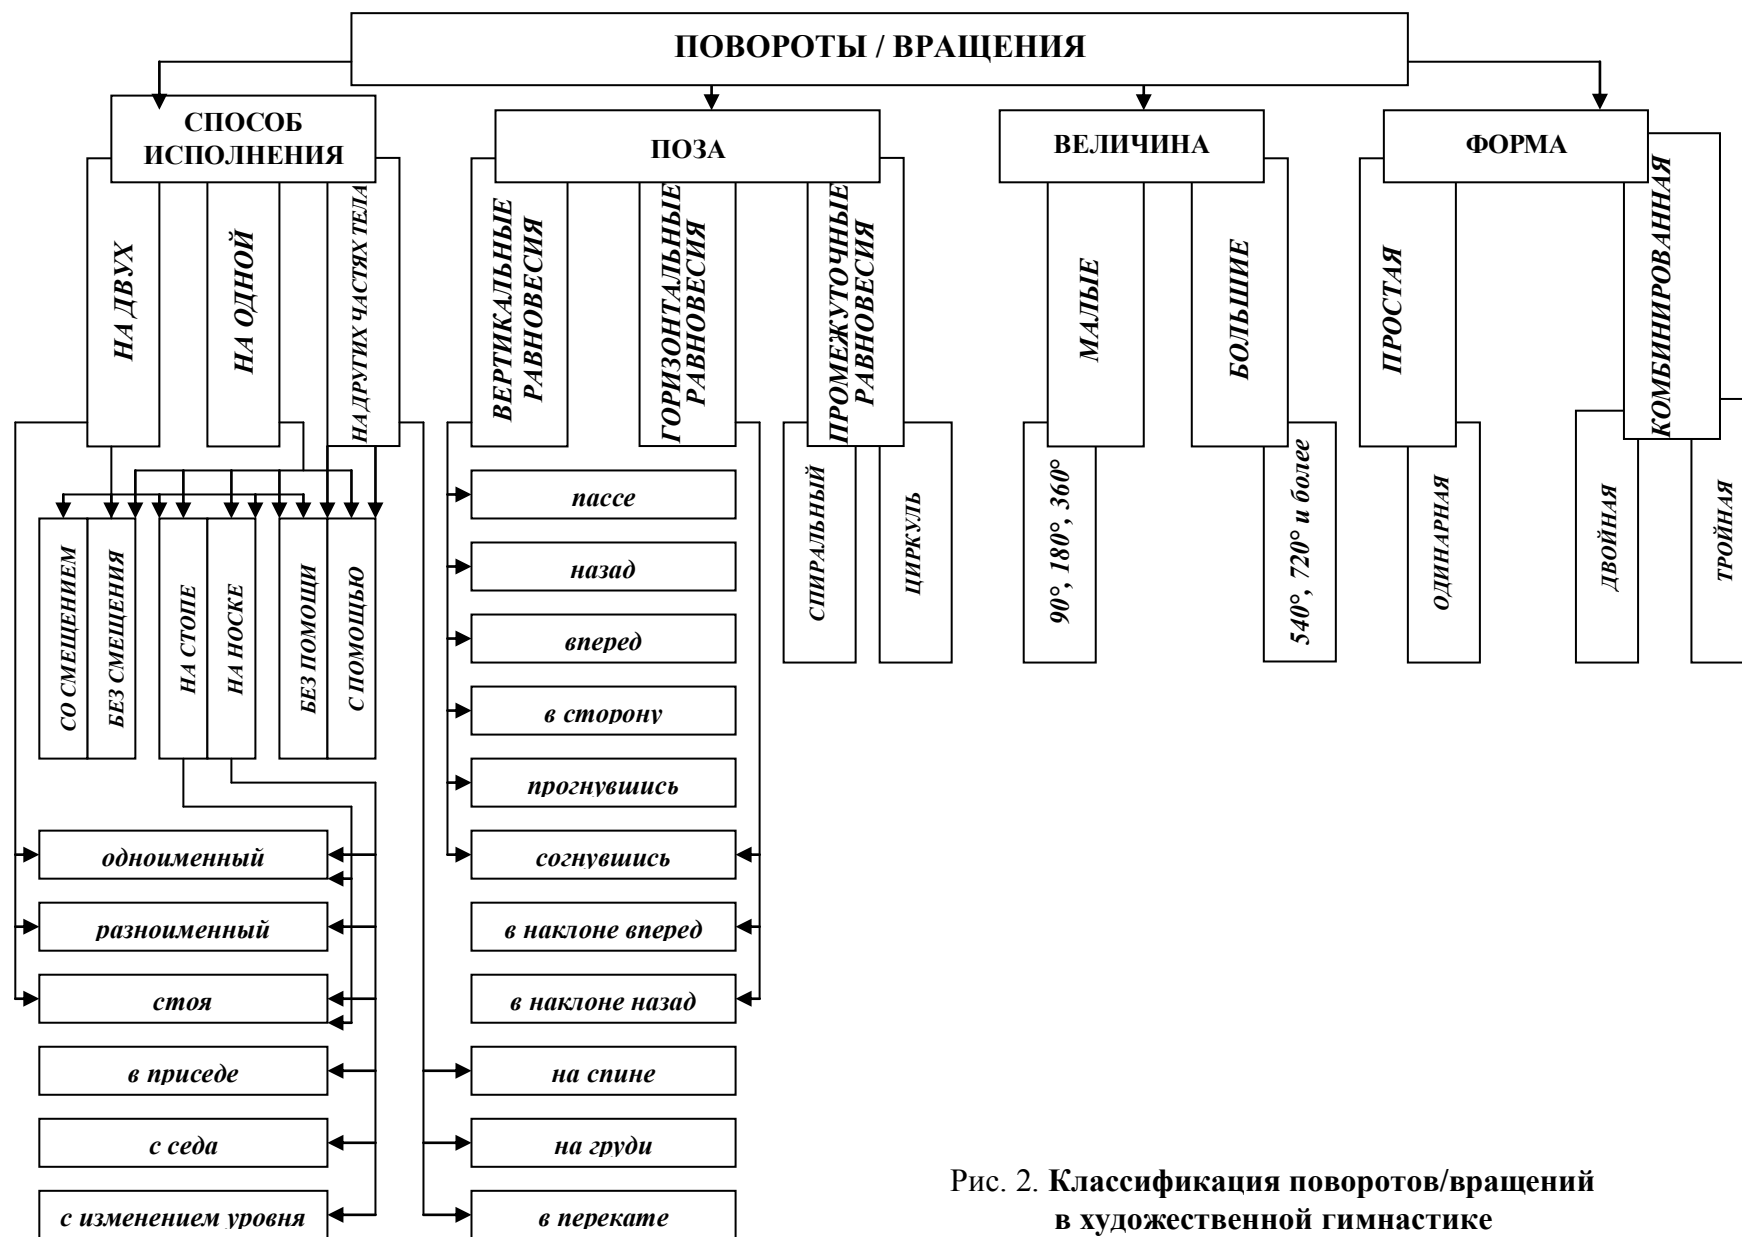 ПОВОРОТЫ / ВРАЩЕНИЯ
СПОСОБ
ИСПОЛНЕНИЯ
ПОЗА
ВЕЛИЧИНА
ФОРМА
НА ДВУХ
НА ОДНОЙ
НА ДРУГИХ ЧАСТЯХ ТЕЛА
ВЕРТИКАЛЬНЫЕ
РАВНОВЕСИЯ
ГОРИЗОНТАЛЬНЫЕ
РАВНОВЕСИЯ
ПРОМЕЖУТОЧНЫЕ
РАВНОВЕСИЯ
МАЛЫЕ
БОЛЬШИЕ
ПРОСТАЯ
КОМБИНИРОВАННАЯ
СО СМЕЩЕНИЕМ
БЕЗ СМЕЩЕНИЯ
НА СТОПЕ
НА НОСКЕ
БЕЗ ПОМОЩИ
С ПОМОЩЬЮ
пассе
назад
вперед
в сторону
прогнувшись
согнувшись
в наклоне вперед
в наклоне назад
на спине
на груди
в перекате
СПИРАЛЬНЫЙ
ЦИРКУЛЬ
90°, 180°, 360°
540°, 720° и более
ОДИНАРНАЯ
ДВОЙНАЯ
ТРОЙНАЯ
одноименный
разноименный
стоя
в приседе
с седа
с изменением уровня
Рис. 2. Классификация поворотов/вращений
в художественной гимнастике